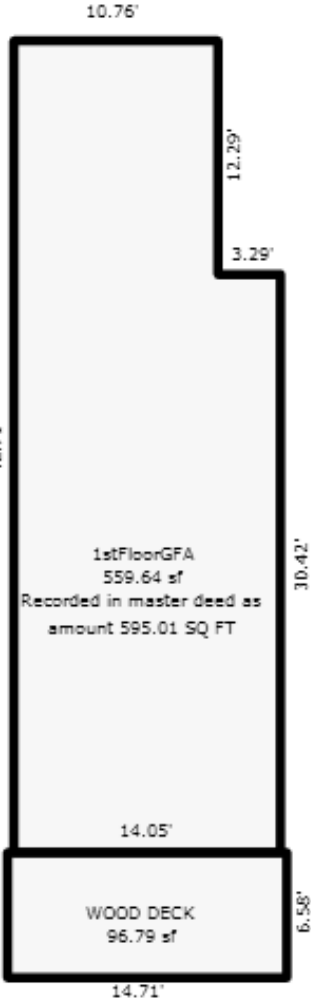 10.76'
12.29'
3.29'
30.42'
1stFloorGFA
559.64 sf
Recorded in master deed as
amount 595.01 SQ FT
14.05'
WOOD DECK
96.79 sf
6.58'
14.71'